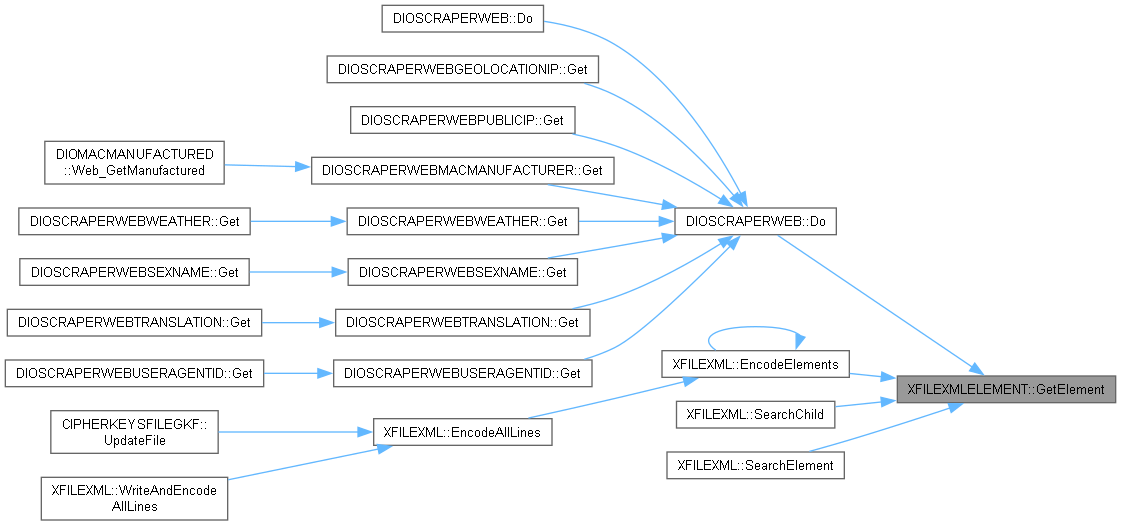 DIOSCRAPERWEB::Do
DIOSCRAPERWEBGEOLOCATIONIP::Get
DIOSCRAPERWEBPUBLICIP::Get
DIOMACMANUFACTURED
::Web_GetManufactured
DIOSCRAPERWEBMACMANUFACTURER::Get
DIOSCRAPERWEBWEATHER::Get
DIOSCRAPERWEBWEATHER::Get
DIOSCRAPERWEB::Do
DIOSCRAPERWEBSEXNAME::Get
DIOSCRAPERWEBSEXNAME::Get
DIOSCRAPERWEBTRANSLATION::Get
DIOSCRAPERWEBTRANSLATION::Get
DIOSCRAPERWEBUSERAGENTID::Get
DIOSCRAPERWEBUSERAGENTID::Get
XFILEXML::EncodeElements
XFILEXMLELEMENT::GetElement
XFILEXML::SearchChild
CIPHERKEYSFILEGKF::
UpdateFile
XFILEXML::EncodeAllLines
XFILEXML::SearchElement
XFILEXML::WriteAndEncode
AllLines